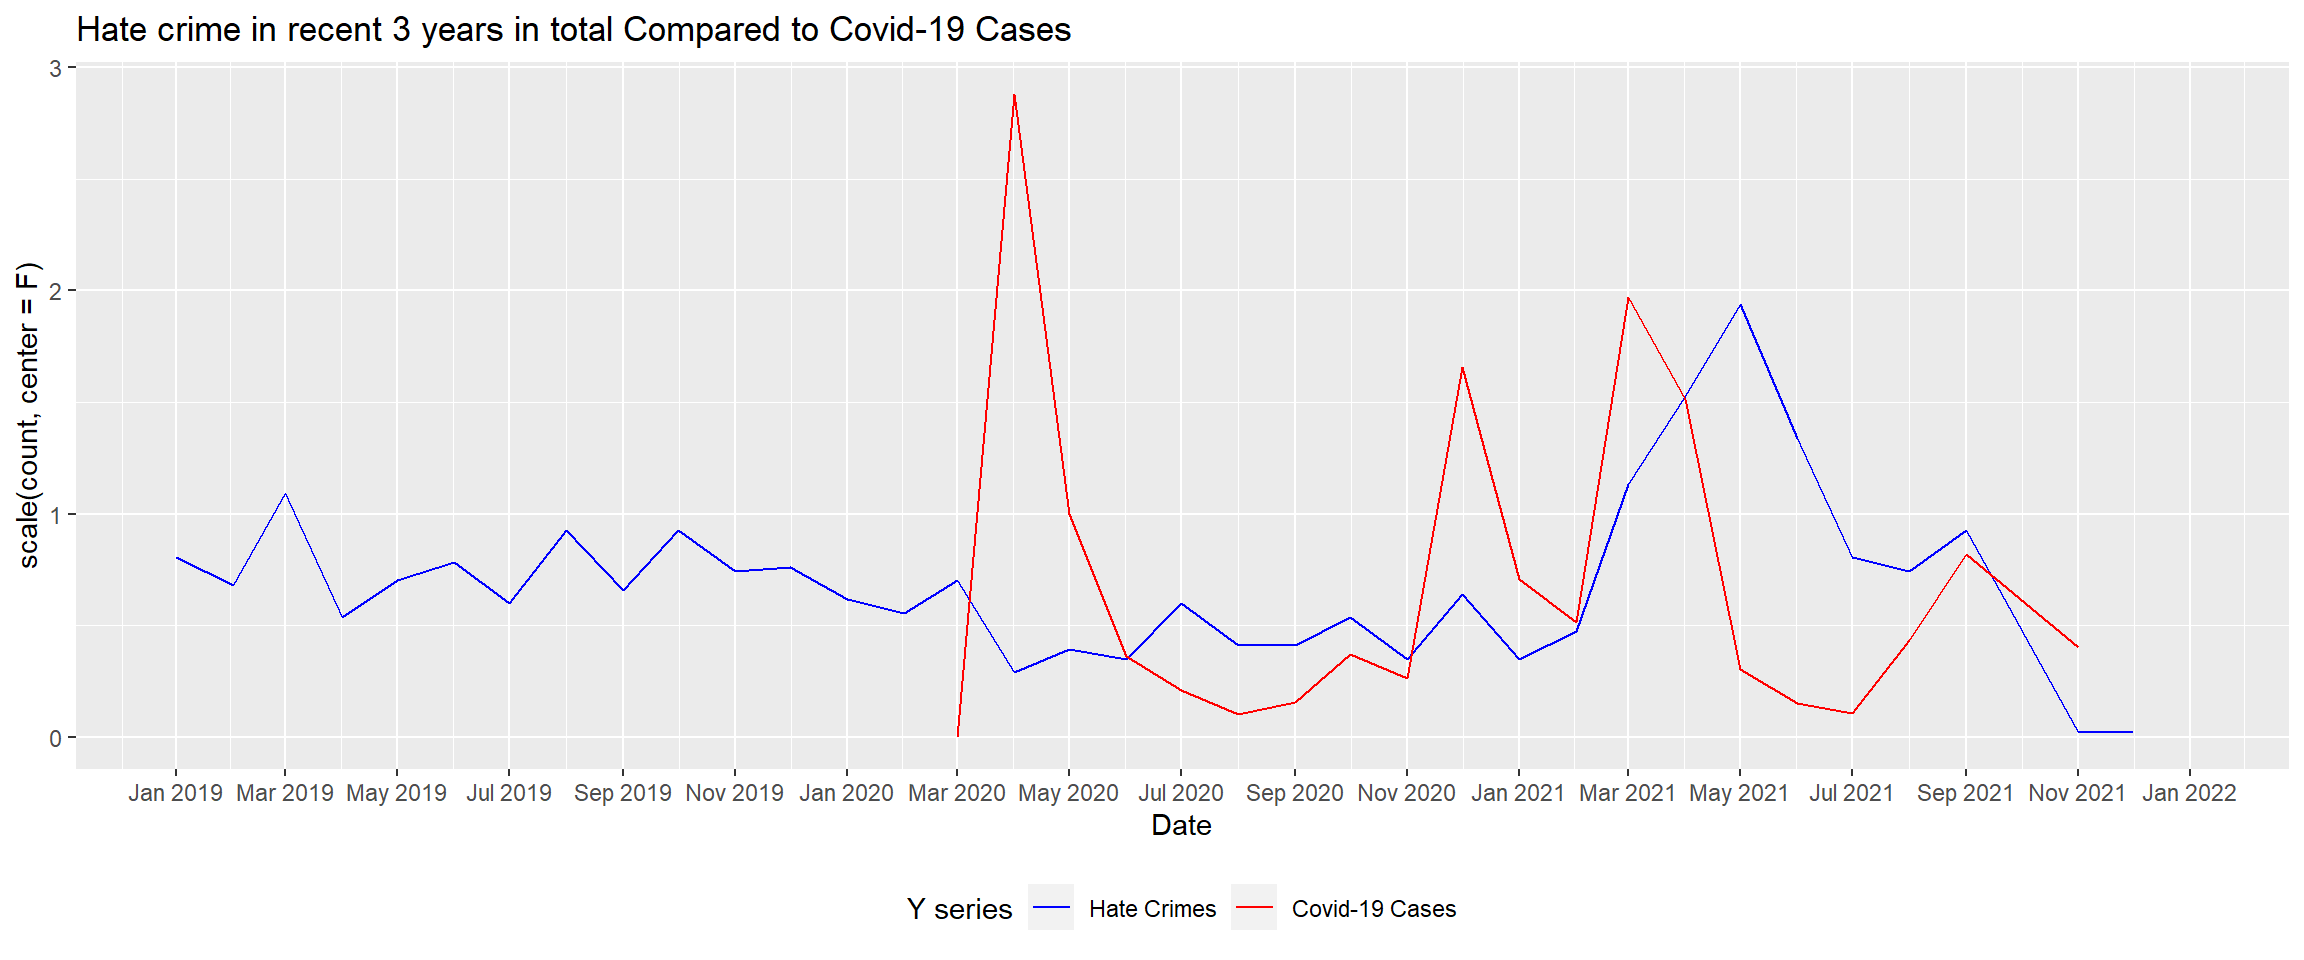 Hate crime in recent 3 years in total Compared to Covid-19 Cases
scale(count, center = F)
3
2
1
0
Jan 2019 Mar 2019 May 2019 Jul 2019 Sep 2019 Nov 2019 Jan 2020 Mar 2020 May 2020 Jul 2020 Sep 2020 Nov 2020 Jan 2021 Mar 2021 May 2021 Jul 2021 Sep 2021 Nov 2021 Jan 2022
Date
Y series Hate Crimes Covid-19 Cases